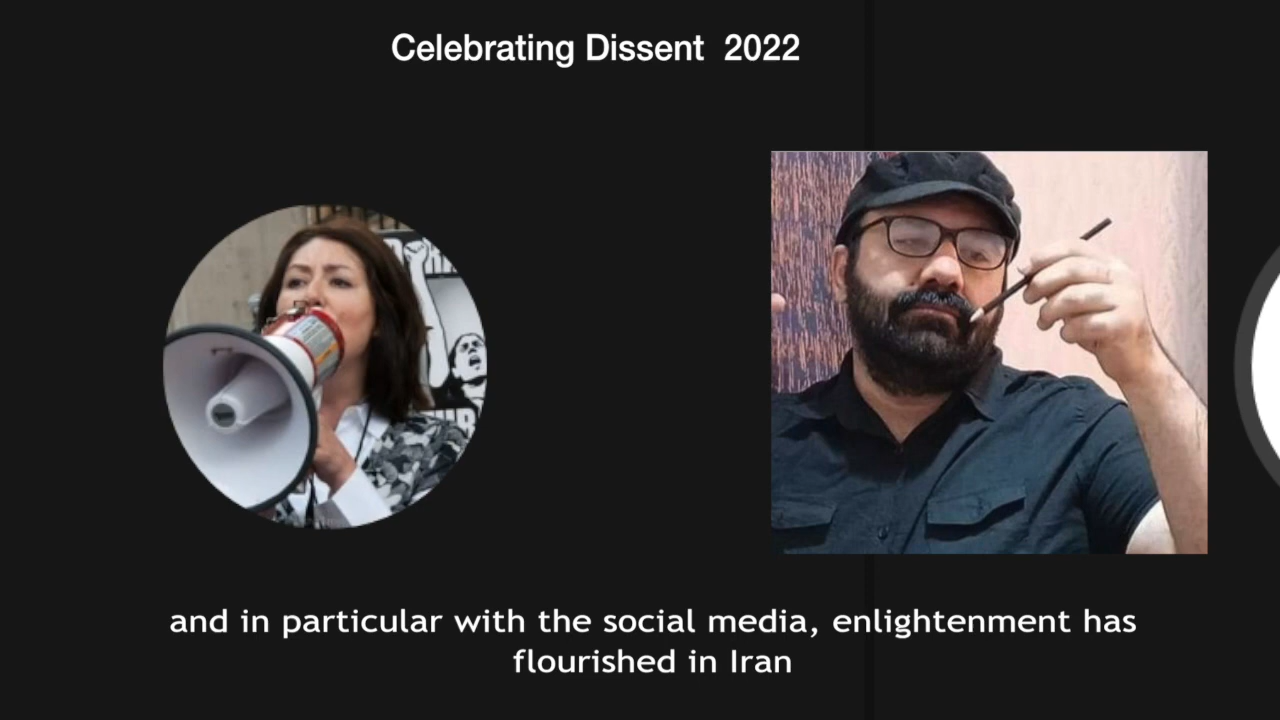 Celebrating Dissent 2022
and in particular with the social media, enlightenment has
flourished in Iran